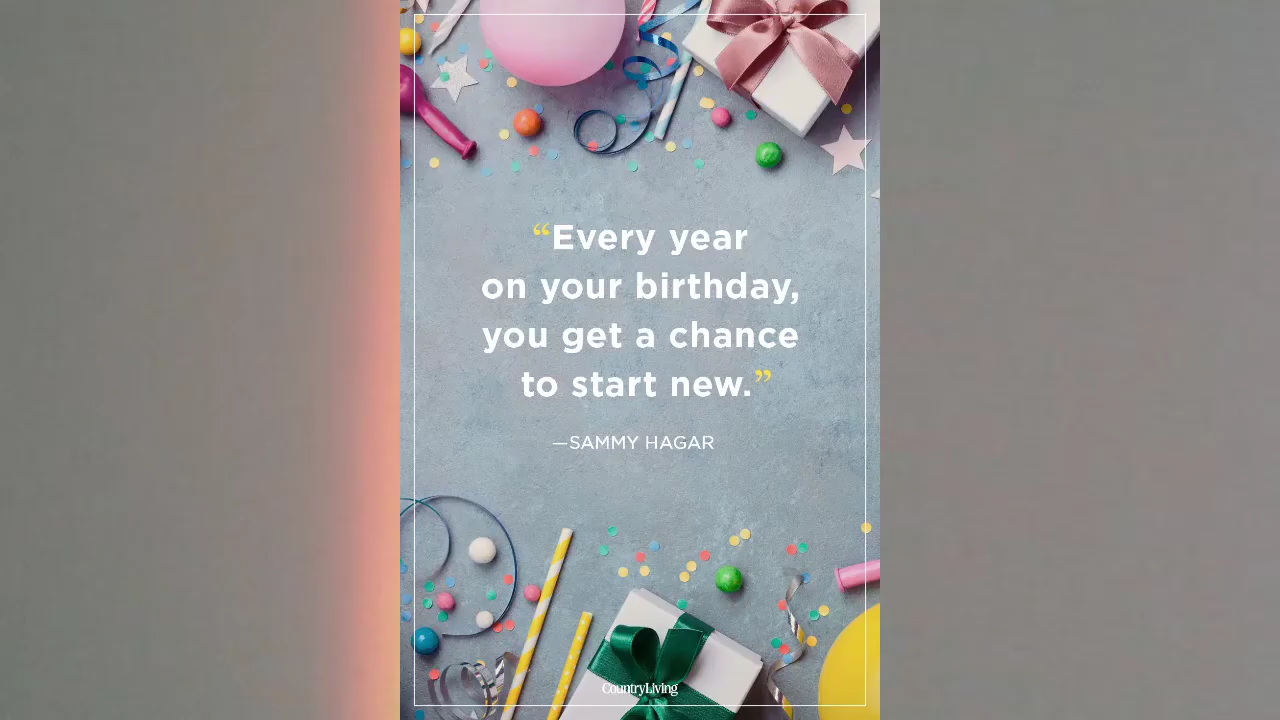 “Every year
on your birthday,
you get a chance
to start new.”
—SAMMY HAGAR
CountryLiving